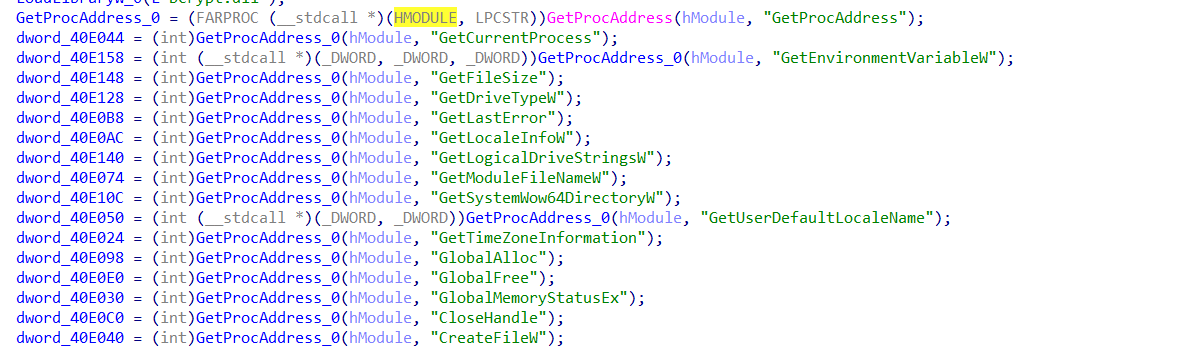 GetProcAddress_0 = (FARPROC (__stdcall *)(HMODULE, LPCSTR))GetProcAddress(hModule, "GetProcAddress");
dword_40E044 = (int)GetProcAddress_0(hModule, "GetCurrentProcess");
dword_40E158 = (int (__stdcall *)(_DWORD, _DWORD, _DWORD))GetProcAddress_0(hModule, "GetEnvironmentVariableW");
dword_40E148 = (int)GetProcAddress_0(hModule, "GetFileSize");
dword_40E128 = (int)GetProcAddress_0(hModule, "GetDriveTypeW");
dword_40E0B8 = (int)GetProcAddress_0(hModule, "GetLastError");
dword_40E0AC = (int)GetProcAddress_0(hModule, "GetLocaleInfoW");
dword_40E140 = (int)GetProcAddress_0(hModule, "GetLogicalDriveStringsW");
dword_40E074 = (int)GetProcAddress_0(hModule, "GetModuleFileNameW");
dword_40E10C = (int)GetProcAddress_0(hModule, "GetSystemWow64DirectoryW");
dword_40E050 = (int (__stdcall *)(_DWORD, _DWORD))GetProcAddress_0(hModule, "GetUserDefaultLocaleName");
dword_40E024 = (int)GetProcAddress_0(hModule, "GetTimeZoneInformation");
dword_40E098 = (int)GetProcAddress_0(hModule, "GlobalAlloc");
dword_40E0E0 = (int)GetProcAddress_0(hModule, "GlobalFree");
dword_40E030 = (int)GetProcAddress_0(hModule, "GlobalMemoryStatusEx");
dword_40E0C0 = (int)GetProcAddress_0(hModule, "CloseHandle");
dword_40E040 = (int)GetProcAddress_0(hModule, "CreateFileW");